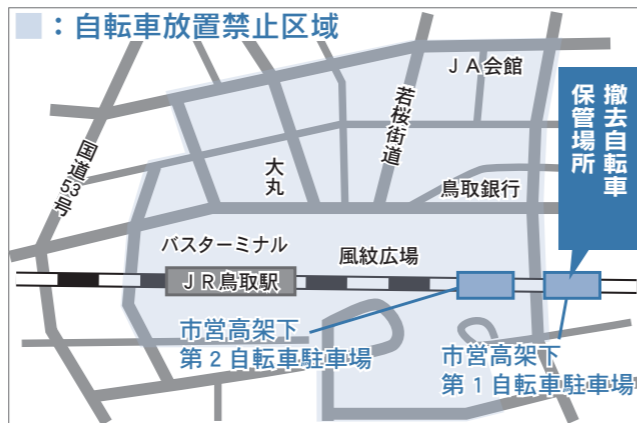 ：自転車放置禁止区域
ＪＡ会館
若桜街道
撤去自転車
保管場所
国道53号
大丸
鳥取銀行
バスターミナル
風紋広場
ＪＲ鳥取駅
市営高架下
第２自転車駐車場
市営高架下
第１自転車駐車場